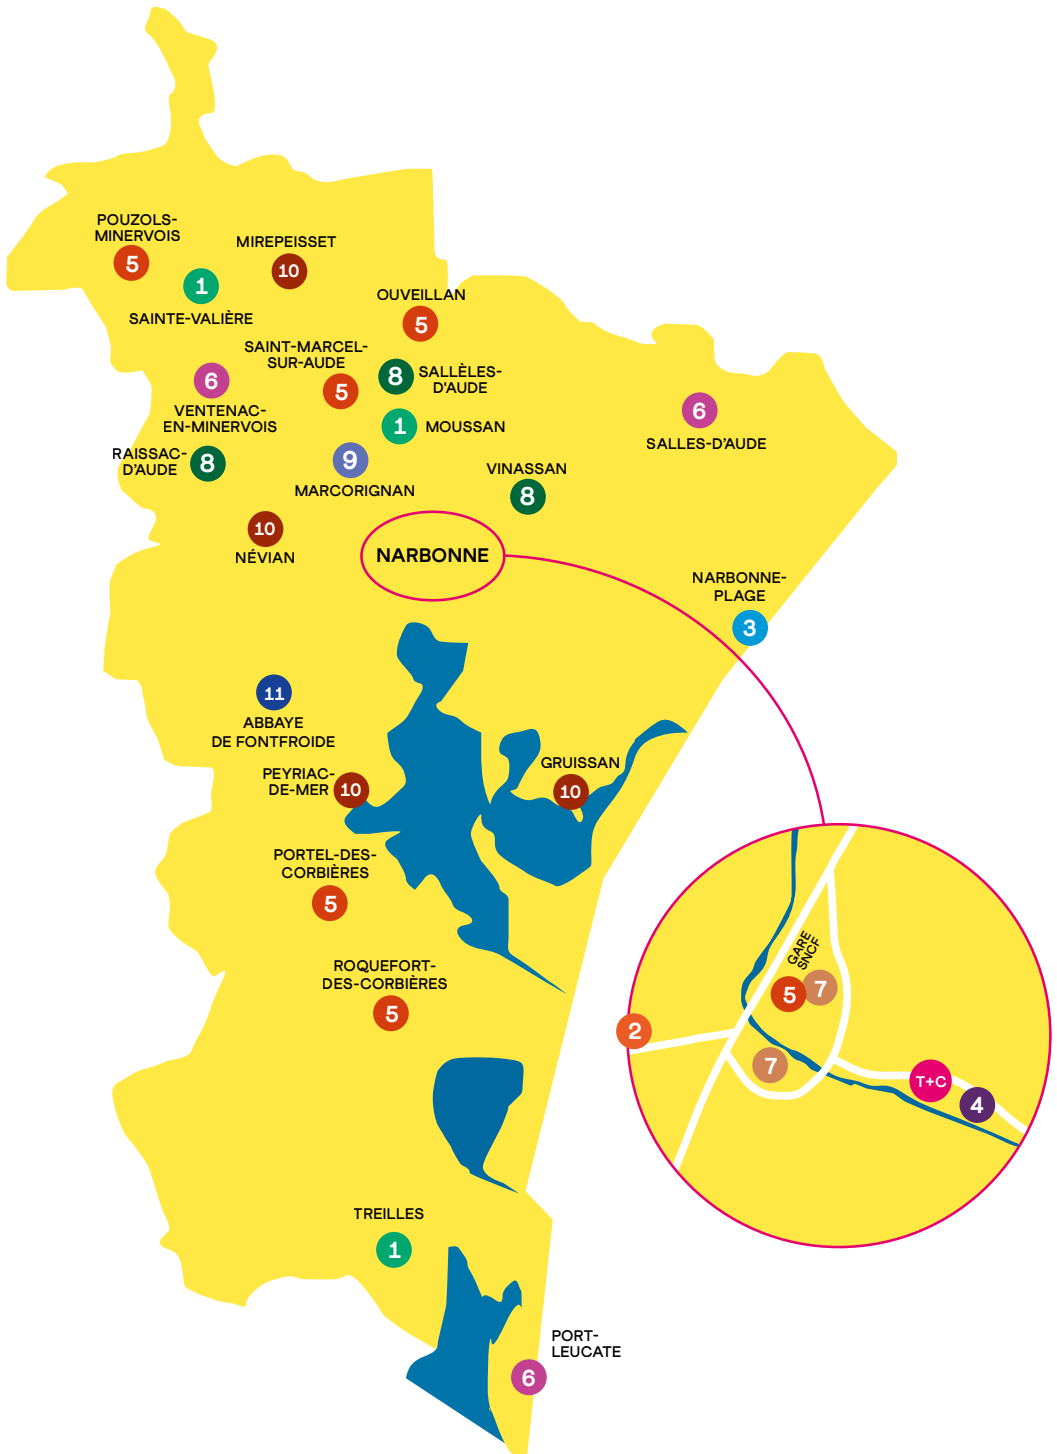 POUZOLS-
MINERVOIS
5
1
SAINTE-VALIÈRE
MIREPEISSET
10
OUVEILLAN
5
SAINT-MARCEL-
SUR-AUDE
5
8
SALLÈLES-
D'AUDE
6
VENTENAC-
EN-MINERVOIS
1
MOUSSAN
6
SALLES-D'AUDE
RAISSAC-
D'AUDE
8
9
MARCORIGNAN
VINASSAN
8
10
NÉVIAN
NARBONNE
NARBONNE-
PLAGE
3
11
ABBAYE
DE FONTFROIDE
PEYRIAC-
DE-MER
10
GRUISSAN
10
PORTEL-DES-
CORBIÈRES
5
ROQUEFORT-
DES-CORBIÈRES
5
GARE
SNCF
5
7
2
7
T+C
4
TREILLES
1
PORT-
LEUCATE
6